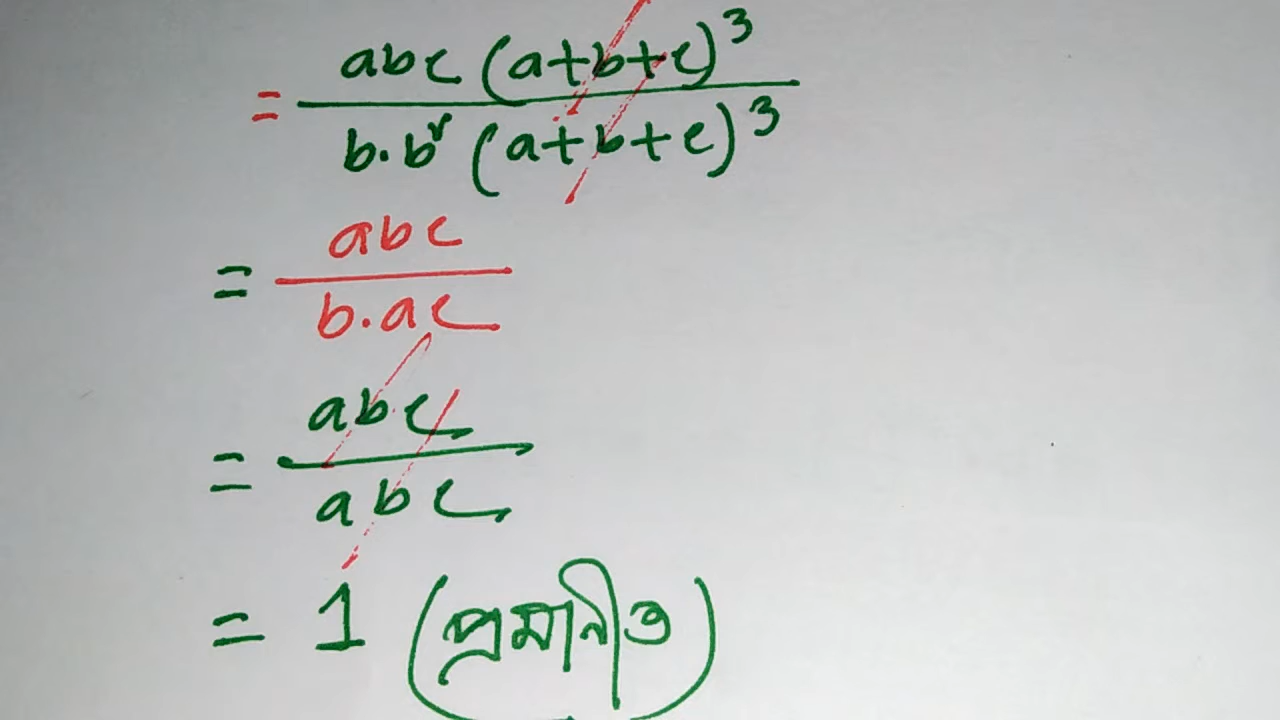 = abc (a+b+c)³ / b.b² (a+b+c)³
= abc / b.ac
= abc / abc
= 1 (প্রমানীত)